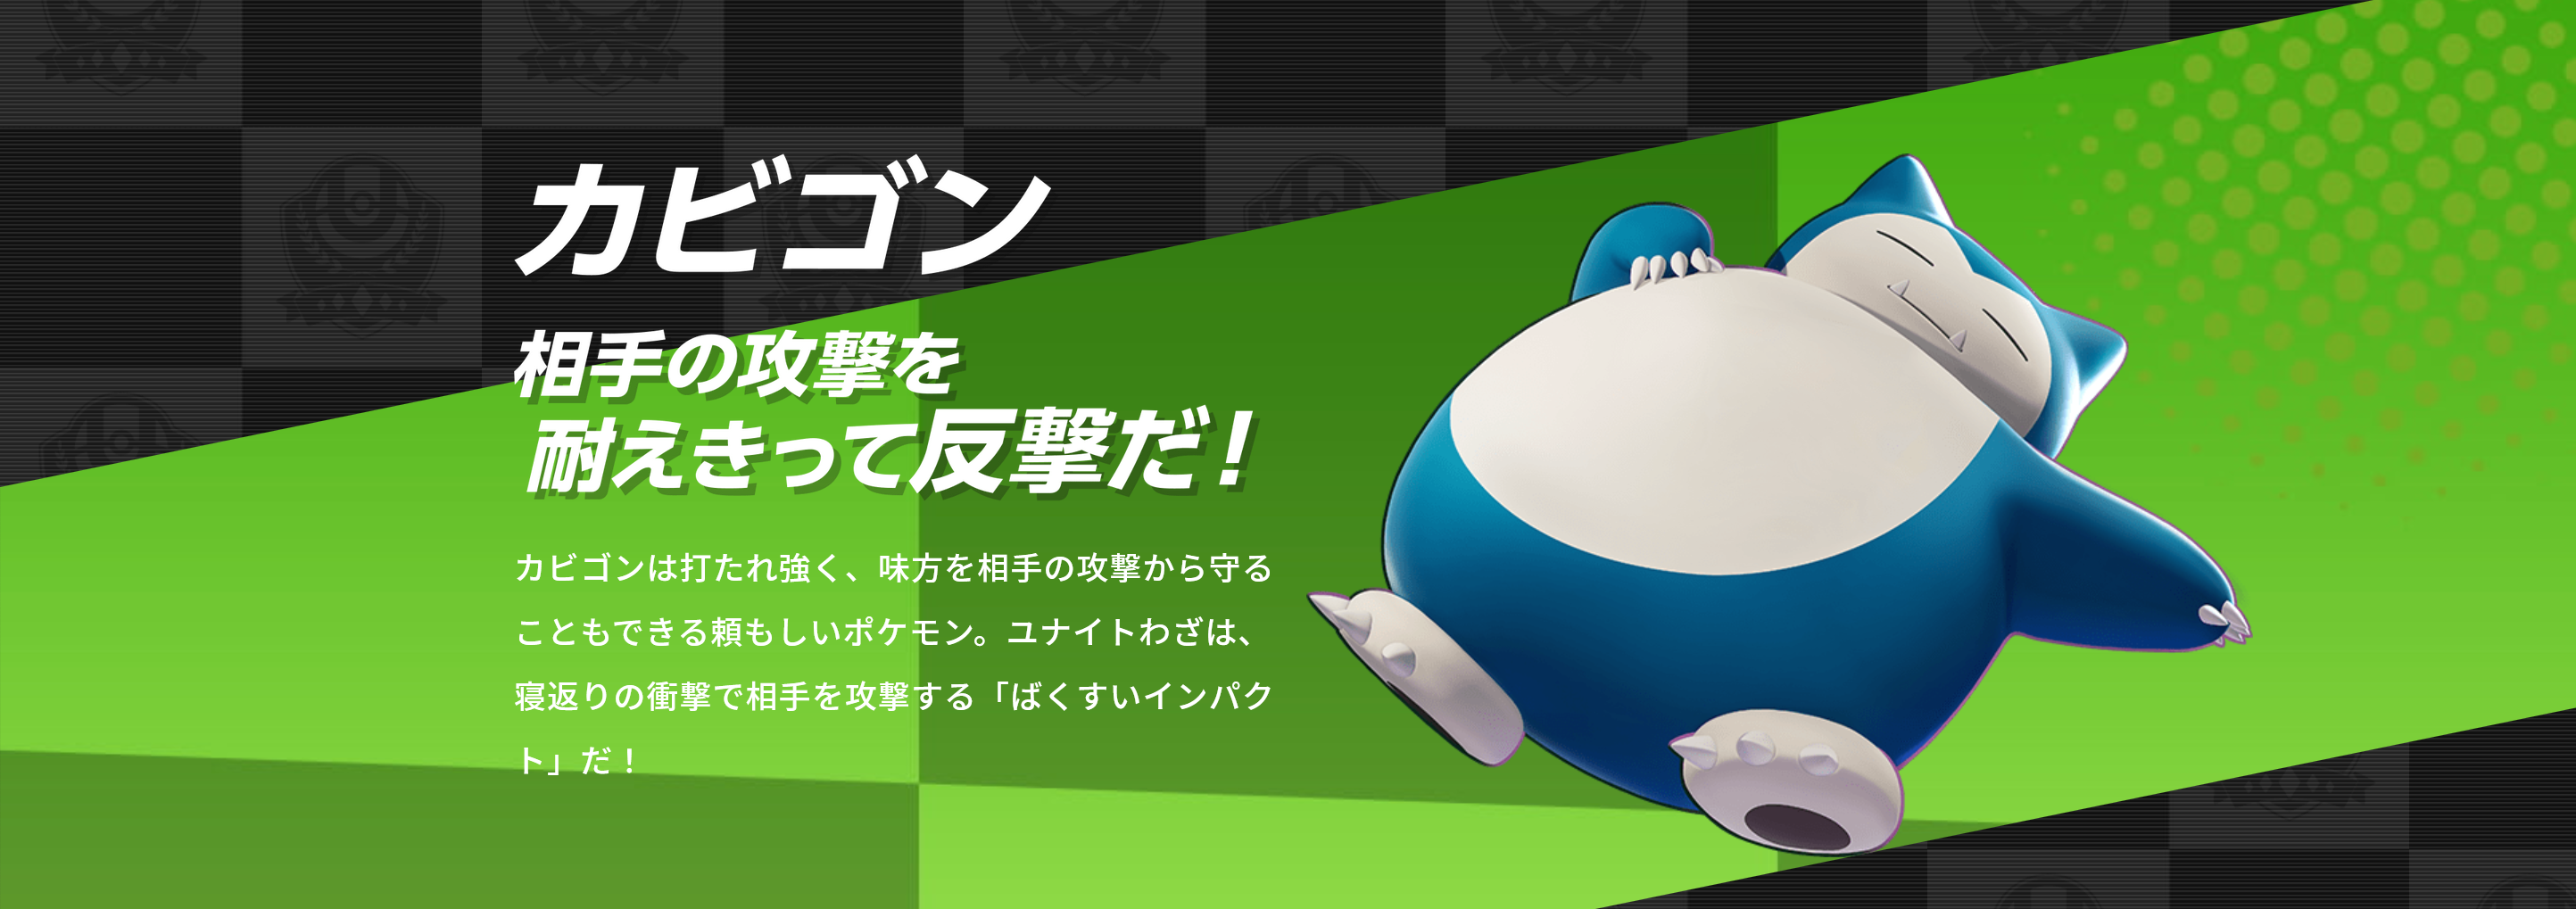 カビゴン
相手の攻撃を
耐えきって反撃だ！
カビゴンは打たれ強く、味方を相手の攻撃から守る
こともできる頼もしいポケモン。ユナイトわざは、
寝返りの衝撃で相手を攻撃する「ばくすいインパク
ト」だ！